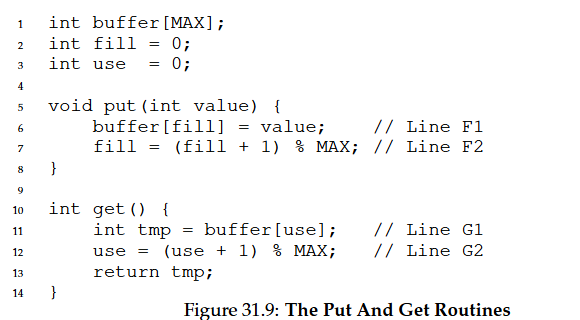 1 int buffer[MAX];
2 int fill = 0;
3 int use  = 0;
4
5 void put(int value) {
6     buffer[fill] = value;    // Line F1
7     fill = (fill + 1) % MAX; // Line F2
8 }
9
10 int get() {
11     int tmp = buffer[use];   // Line G1
12     use = (use + 1) % MAX;   // Line G2
13     return tmp;
14 }
Figure 31.9: The Put And Get Routines